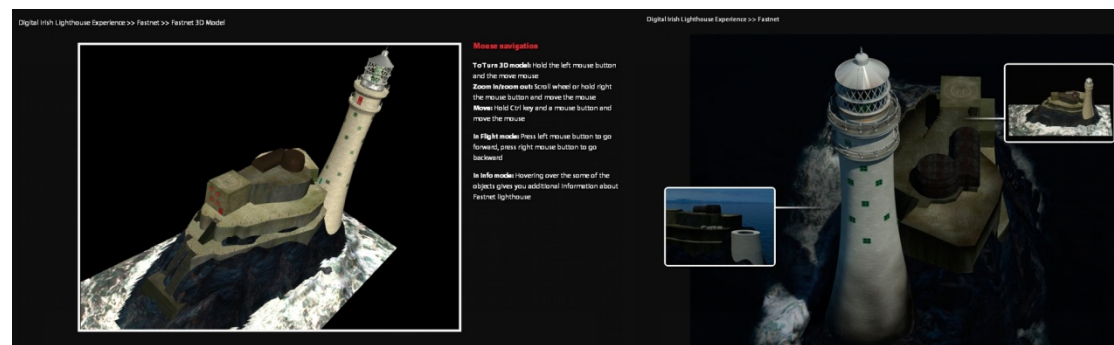 Digital Irish Lighthouse Experience >> Fastnet >> Fastnet 3D Model
Mouse navigation
To Turn 3D model: Hold the left mouse button
and the move mouse
Zoom in/zoom out: Scroll wheel or hold right
the mouse button and move the mouse
Move: Hold Ctrl key and a mouse button and
move the mouse
In Flight mode: Press left mouse button to go
forward, press right mouse button to go
backward
In Info mode: Hovering over the some of the
objects gives you additional information about
Fastnet lighthouse
Digital Irish Lighthouse Experience >> Fastnet